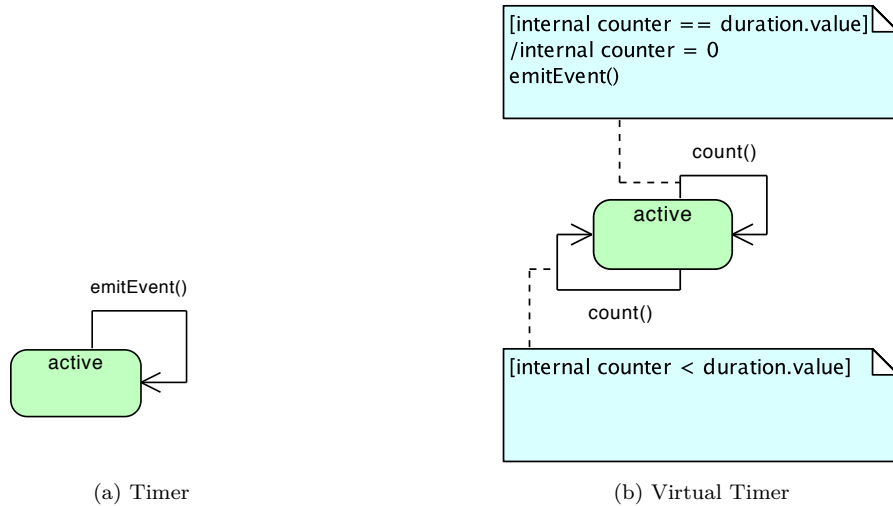 [internal counter == duration.value]
/internal counter = 0
emitEvent()
count()
active
count()
emitEvent()
active
[internal counter < duration.value]
(a) Timer
(b) Virtual Timer